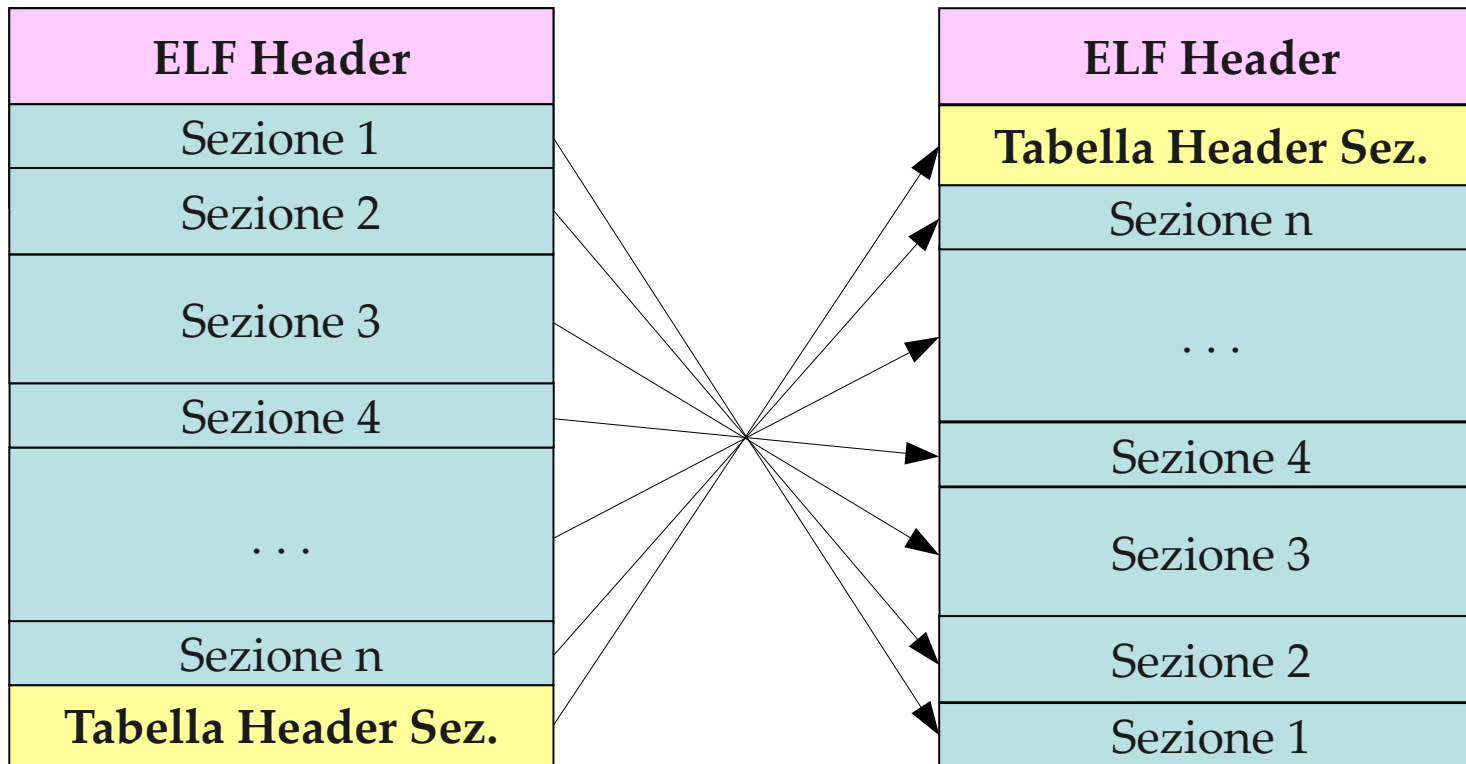 ELF Header
Sezione 1
Sezione 2
Sezione 3
Sezione 4
. . .
Sezione n
Tabella Header Sez.
ELF Header
Tabella Header Sez.
Sezione n
. . .
Sezione 4
Sezione 3
Sezione 2
Sezione 1